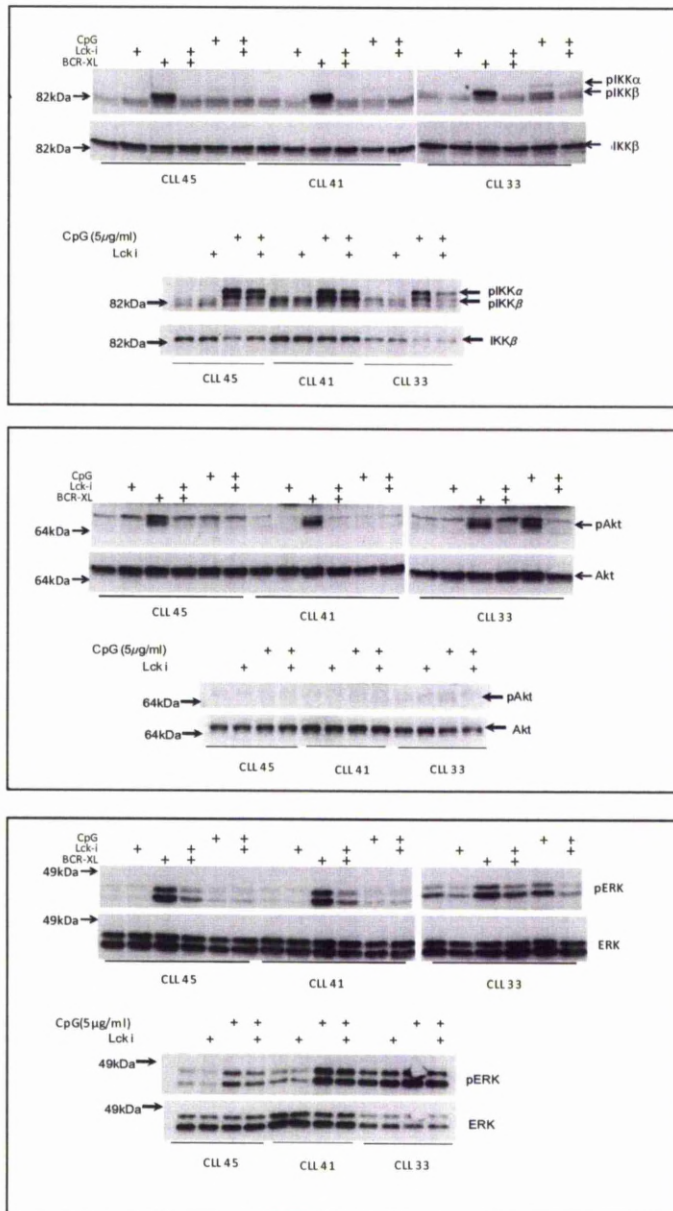 CpG + + + + + +
Lck-i + + + + + + + + +
BCR-XL + + + + + +
pIKKα
82kDa pIKKβ
82kDa IKKβ
CLL 45 CLL 41 CLL 33
CpG (5µg/ml) + + + + + +
Lck i + + + + + +
pIKKα
82kDa pIKKβ
82kDa IKKβ
CLL 45 CLL 41 CLL 33
CpG + + + + + +
Lck-i + + + + + + + + +
BCR-XL + + + + + +
64kDa pAkt
64kDa Akt
CLL 45 CLL 41 CLL 33
CpG (5µg/ml) + + + + + +
Lck i + + + + + +
64kDa pAkt
64kDa Akt
CLL 45 CLL 41 CLL 33
CpG + + + + + +
Lck-i + + + + + + + + +
BCR-XL + + + + + +
49kDa pERK
49kDa ERK
CLL 45 CLL 41 CLL 33
CpG(5µg/ml) + + + + + +
Lck i + + + + + +
49kDa pERK
49kDa ERK
CLL 45 CLL 41 CLL 33